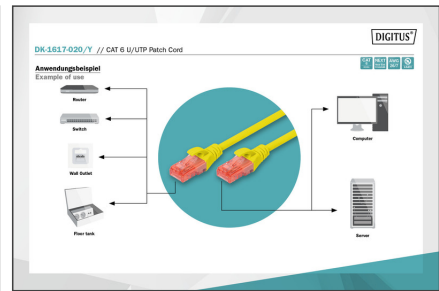 DIGITUS®
DK-1617-020/Y // CAT 6 U/UTP Patch Cord
Anwendungsbeispiel
Example of use
Router
Switch
Wall Outlet
Floor tank
Computer
Server